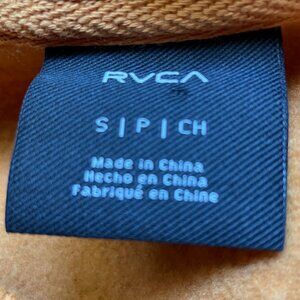 RVCA
S | P | CH
Made in China
Hecho en China
Fabriqué en Chine